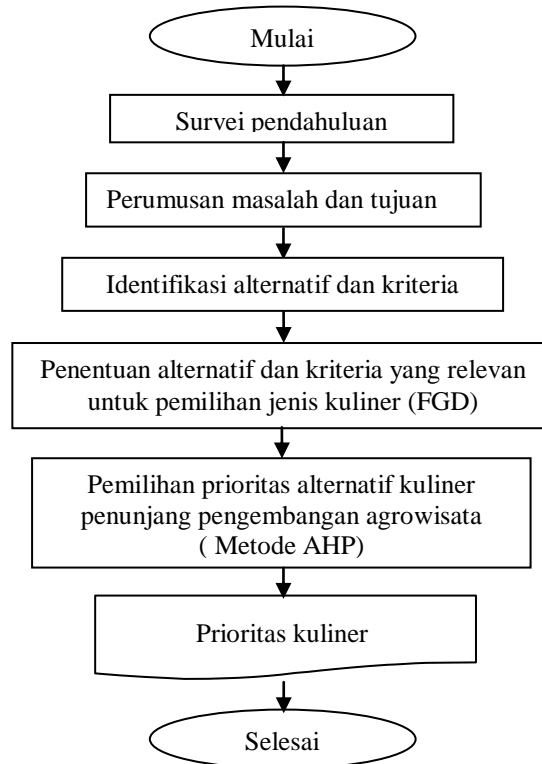 Mulai
Survei pendahuluan
Perumusan masalah dan tujuan
Identifikasi alternatif dan kriteria
Penentuan alternatif dan kriteria yang relevan
untuk pemilihan jenis kuliner (FGD)
Pemilihan prioritas alternatif kuliner
penunjang pengembangan agrowisata
( Metode AHP)
Prioritas kuliner
Selesai